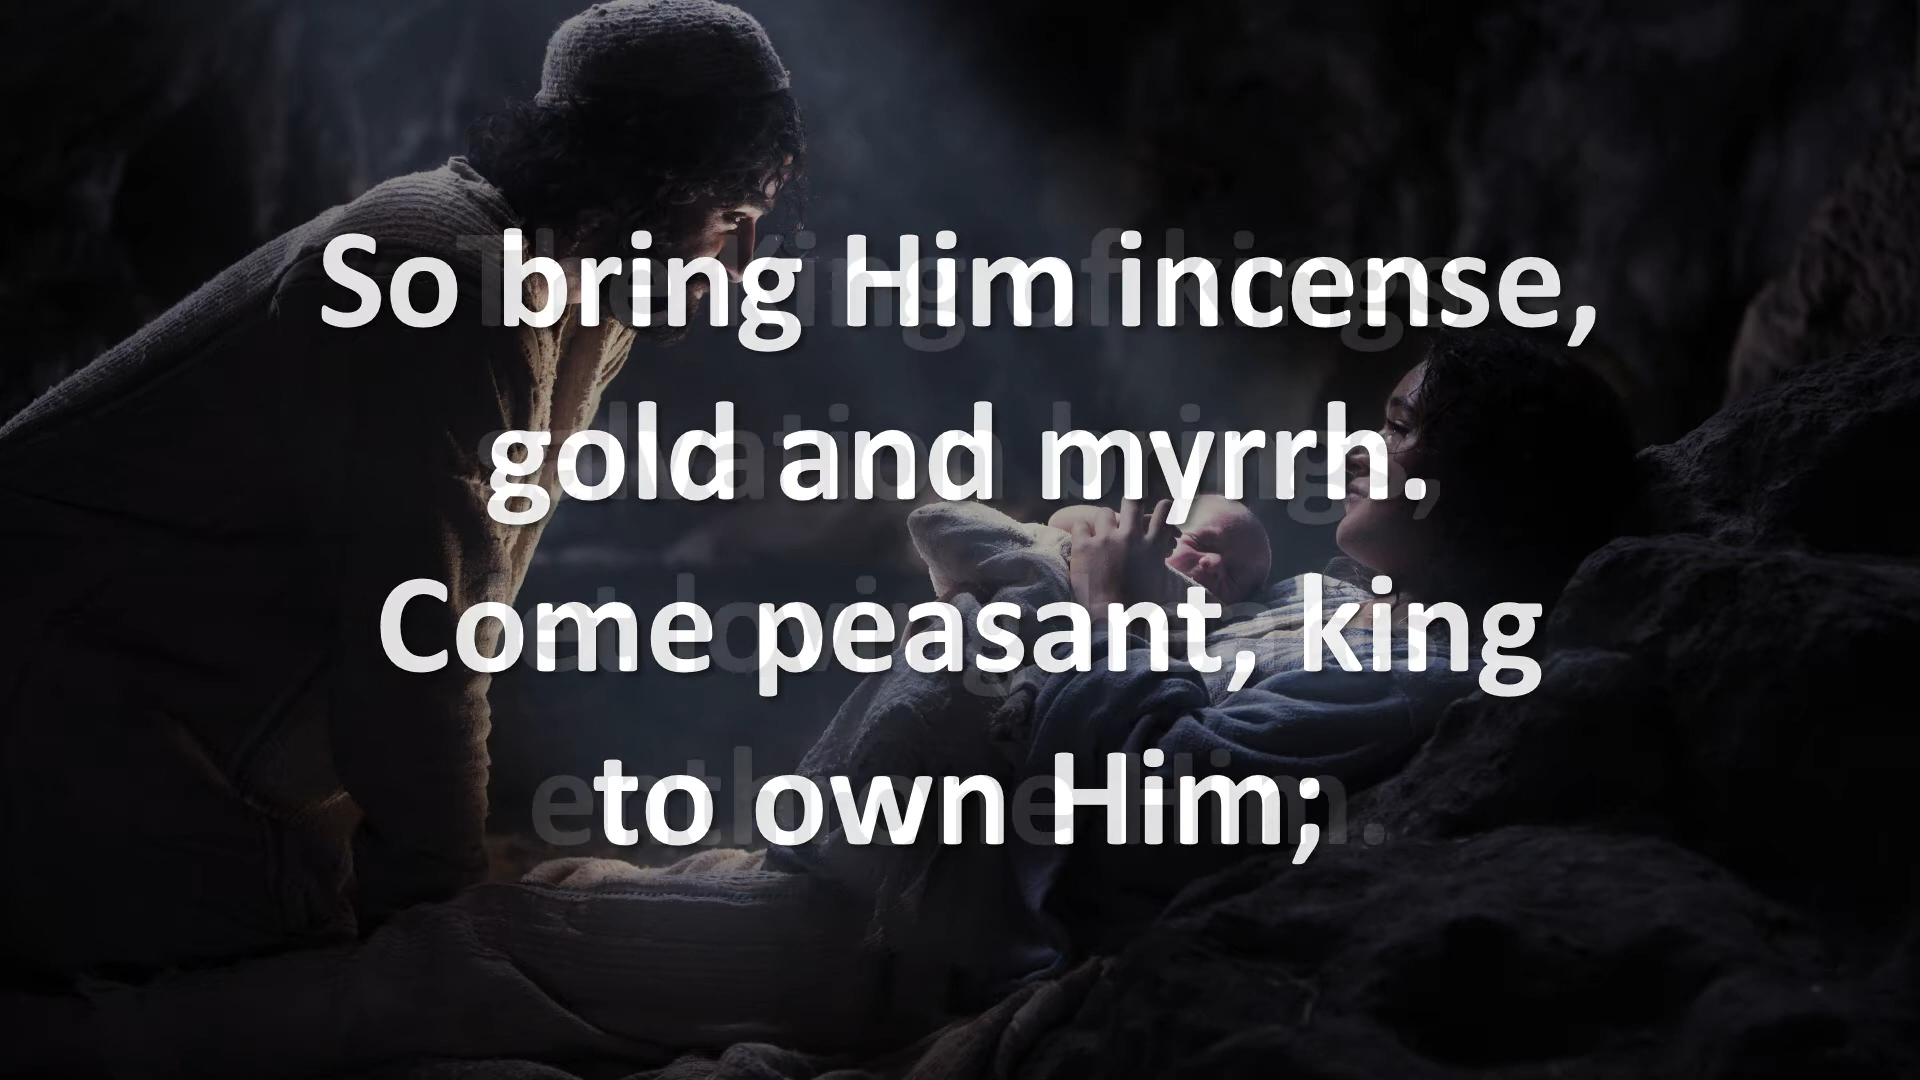 So bring Him incense,
gold and myrrh.
Come peasant, king
to own Him;